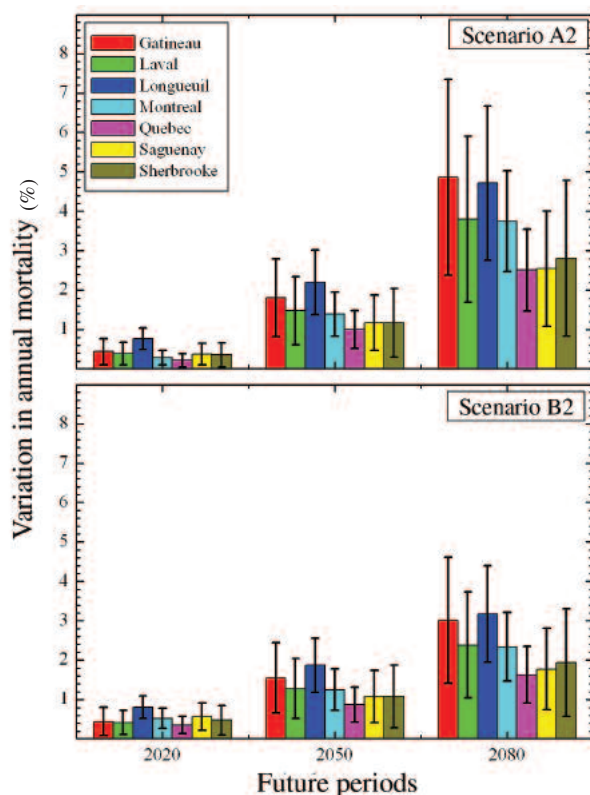 Variation in annual mortality (%)
Scenario A2
Gatineau
Laval
Longueuil
Montreal
Quebec
Saguenay
Sherbrooke
8
7
6
5
4
3
2
1
Scenario B2
8
7
6
5
4
3
2
1
2020 2050 2080
Future periods